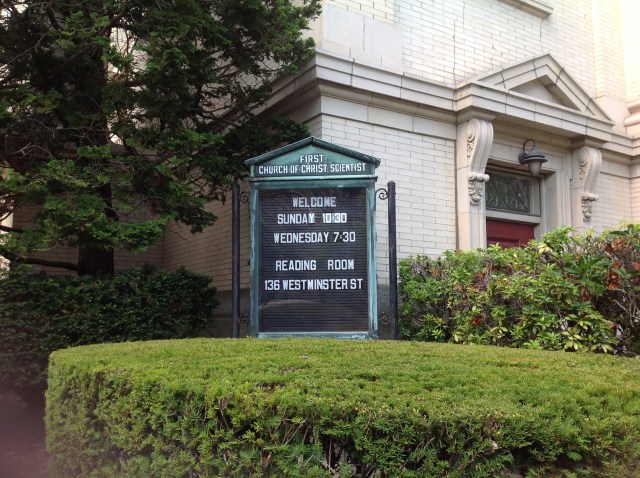 FIRST
CHURCH OF CHRIST, SCIENTIST
WELCOME
SUNDAY 10:30
WEDNESDAY 7:30
READING ROOM
136 WESTMINSTER ST